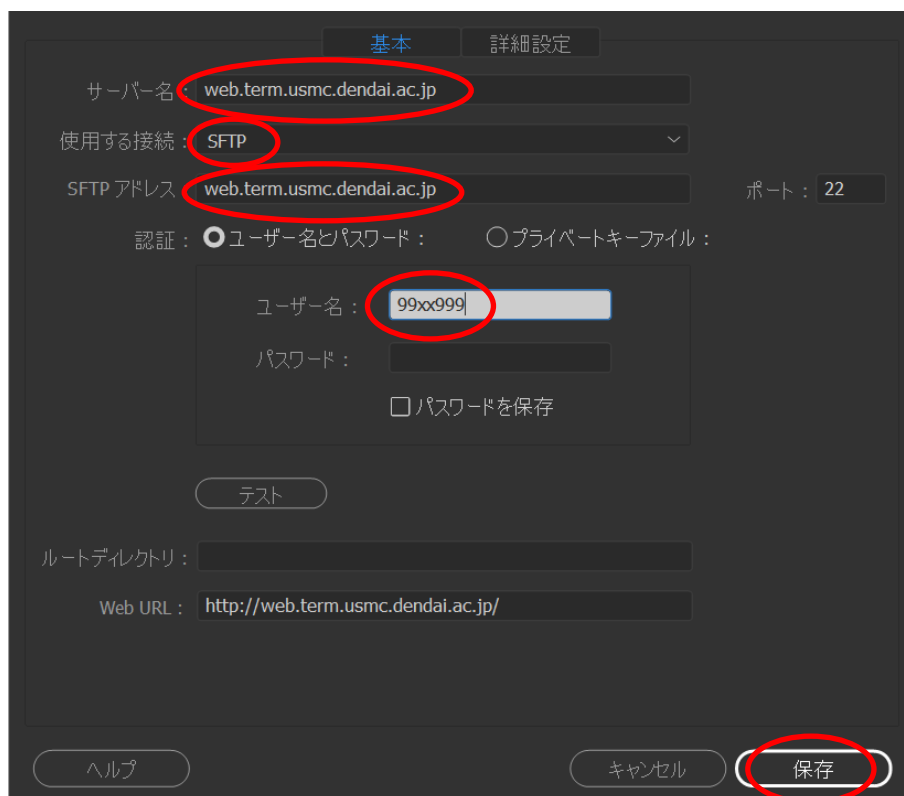 基本 詳細設定
サーバー名： web.term.usmc.dendai.ac.jp
使用する接続： SFTP
SFTP アドレス web.term.usmc.dendai.ac.jp ポート： 22
認証： ユーザー名とパスワード： プライベートキーファイル：
ユーザー名： 99xx999
パスワード：
パスワードを保存
テスト
ルートディレクトリ：
Web URL： http://web.term.usmc.dendai.ac.jp/
ヘルプ キャンセル 保存